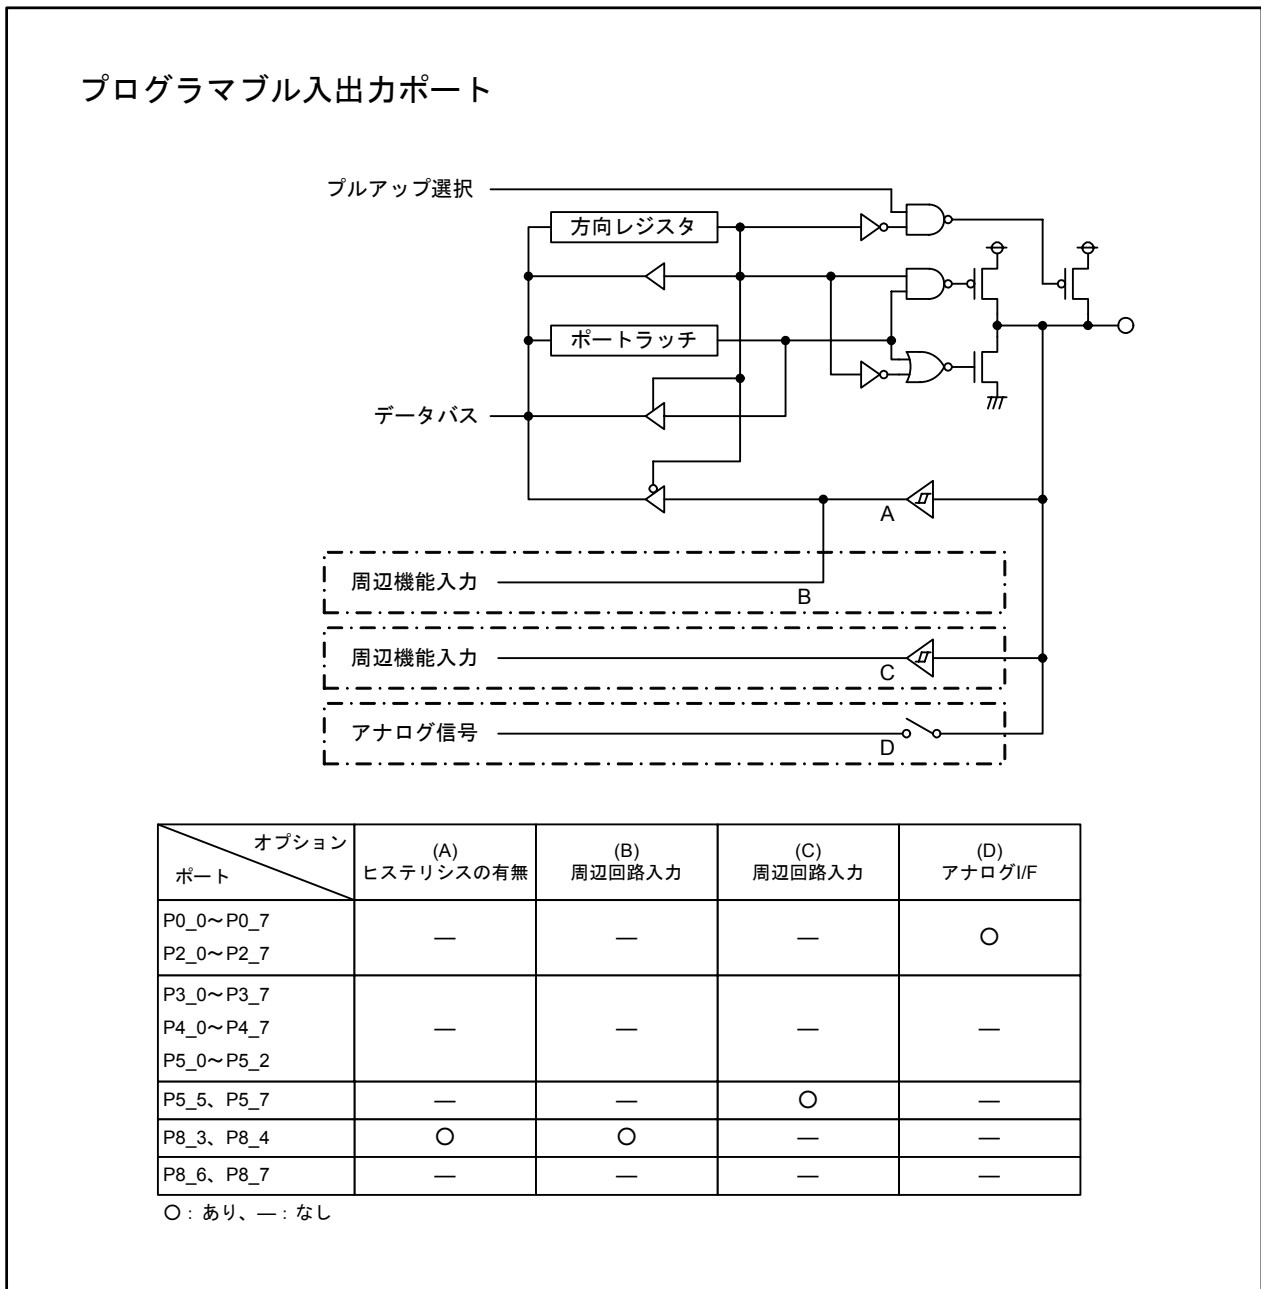 プログラマブル入出力ポート
プルアップ選択
方向レジスタ
ポートラッチ
データバス
A
周辺機能入力
B
周辺機能入力
C
アナログ信号
D
オプション
ポート
(A)
ヒステリシスの有無
(B)
周辺回路入力
(C)
周辺回路入力
(D)
アナログI/F
P0_0～P0_7
P2_0～P2_7
— — — ○
P3_0～P3_7
P4_0～P4_7
P5_0～P5_2
— — — —
P5_5、P5_7 — — ○ —
P8_3、P8_4 ○ ○ — —
P8_6、P8_7 — — — —
○：あり、―：なし